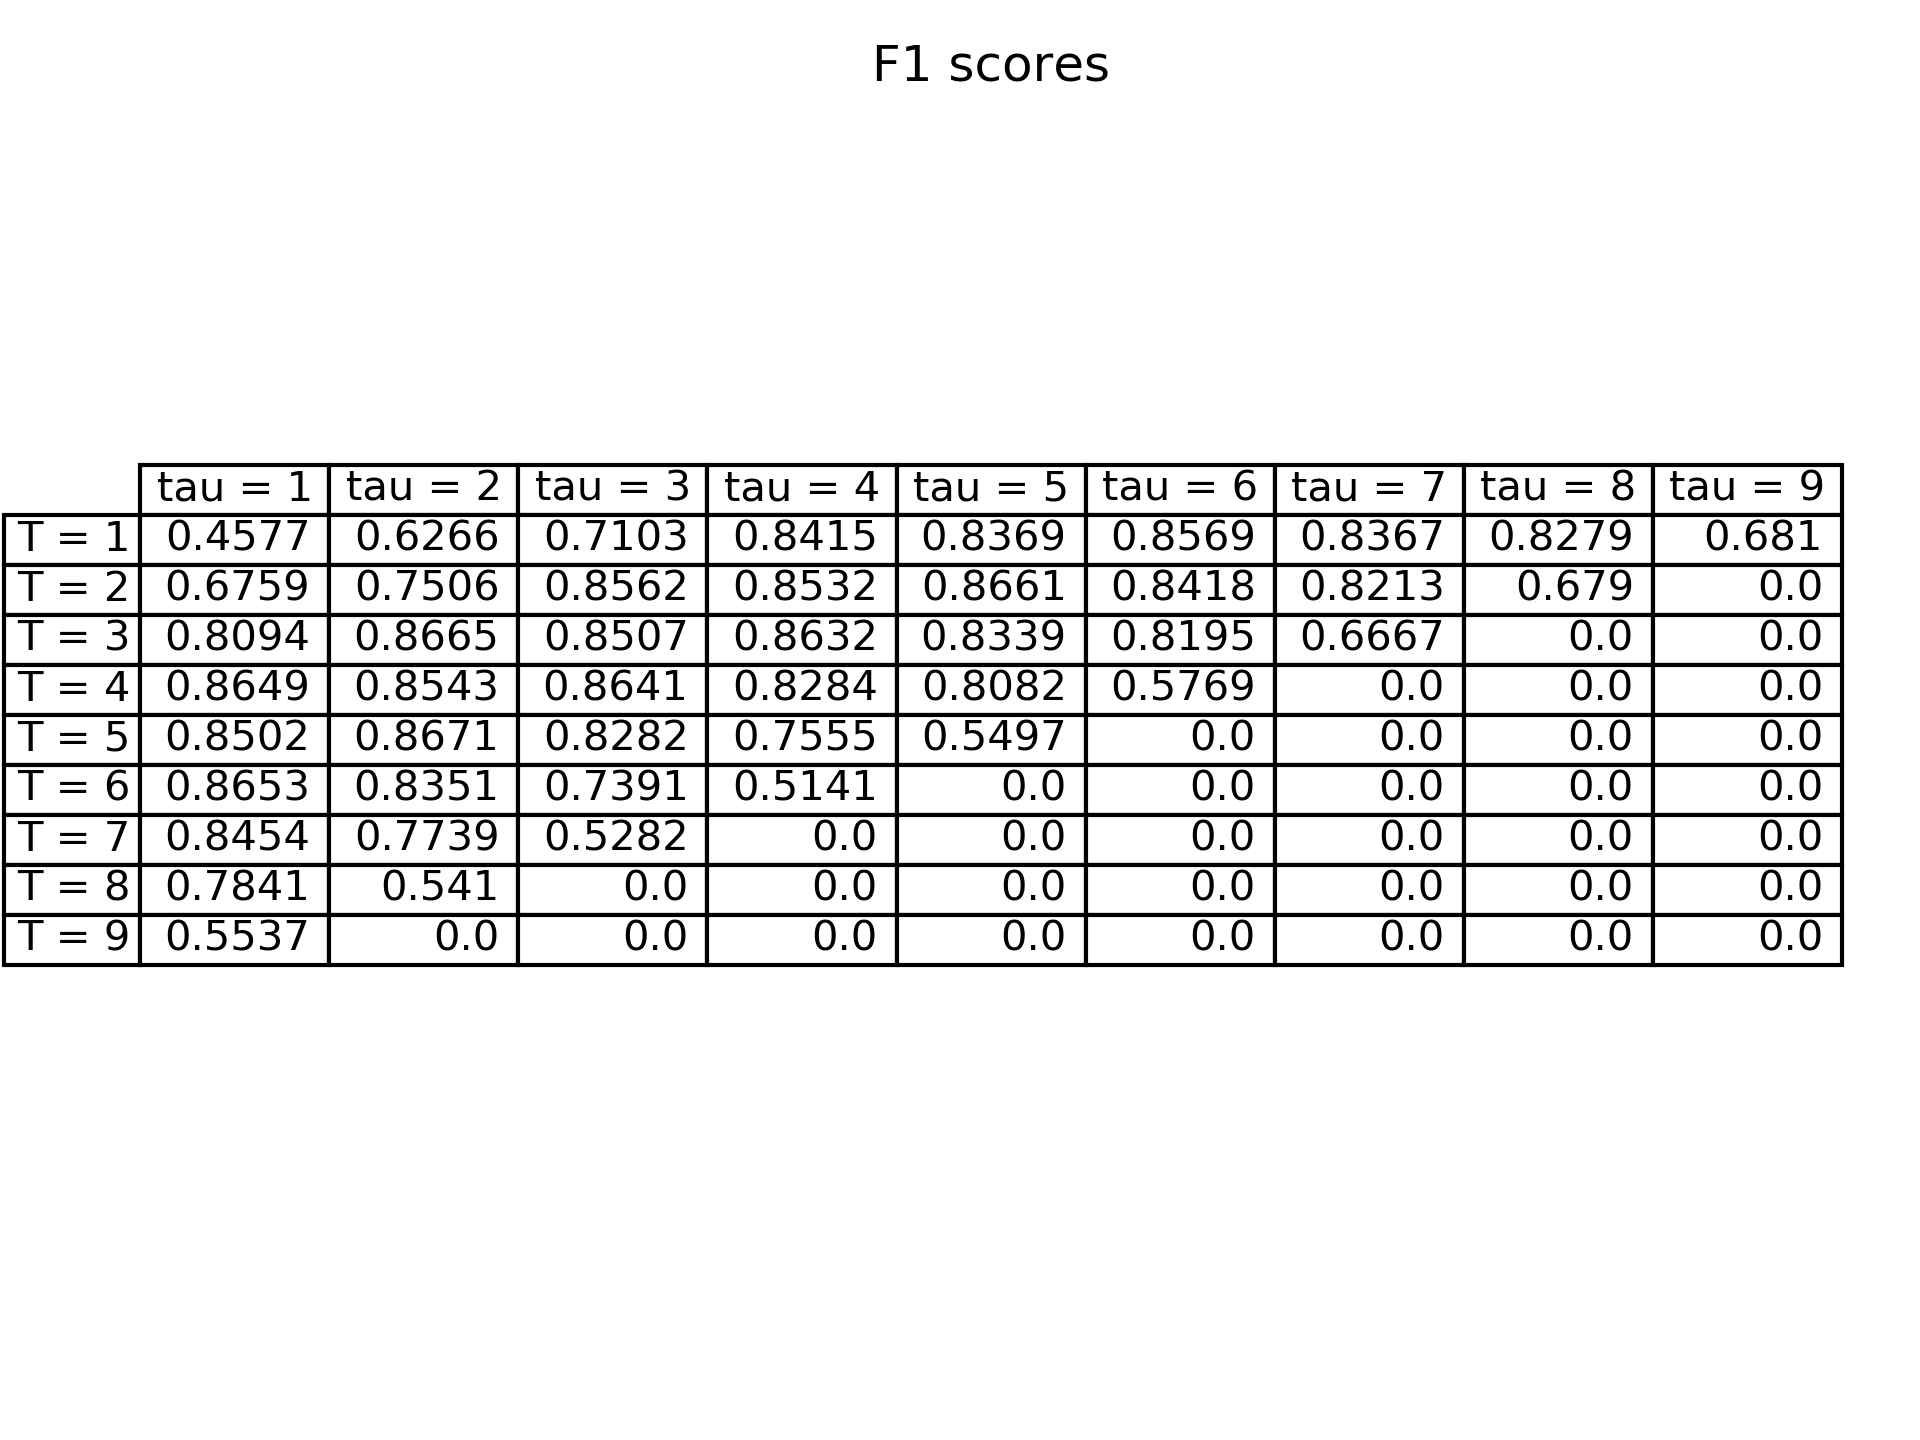 F1 scores
tau = 1 tau = 2 tau = 3 tau = 4 tau = 5 tau = 6 tau = 7 tau = 8 tau = 9
T = 1 0.4577 0.6266 0.7103 0.8415 0.8369 0.8569 0.8367 0.8279 0.681
T = 2 0.6759 0.7506 0.8562 0.8532 0.8661 0.8418 0.8213 0.679 0.0
T = 3 0.8094 0.8665 0.8507 0.8632 0.8339 0.8195 0.6667 0.0 0.0
T = 4 0.8649 0.8543 0.8641 0.8284 0.8082 0.5769 0.0 0.0 0.0
T = 5 0.8502 0.8671 0.8282 0.7555 0.5497 0.0 0.0 0.0 0.0
T = 6 0.8653 0.8351 0.7391 0.5141 0.0 0.0 0.0 0.0 0.0
T = 7 0.8454 0.7739 0.5282 0.0 0.0 0.0 0.0 0.0 0.0
T = 8 0.7841 0.541 0.0 0.0 0.0 0.0 0.0 0.0 0.0
T = 9 0.5537 0.0 0.0 0.0 0.0 0.0 0.0 0.0 0.0